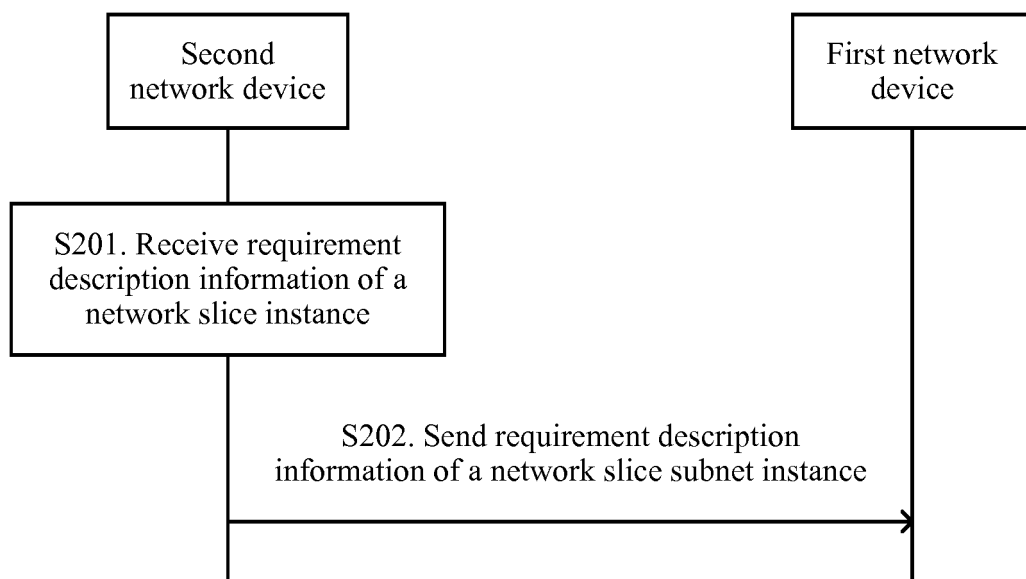 Second
network device
First network
device
S201. Receive requirement
description information of a
network slice instance
S202. Send requirement description
information of a network slice subnet instance